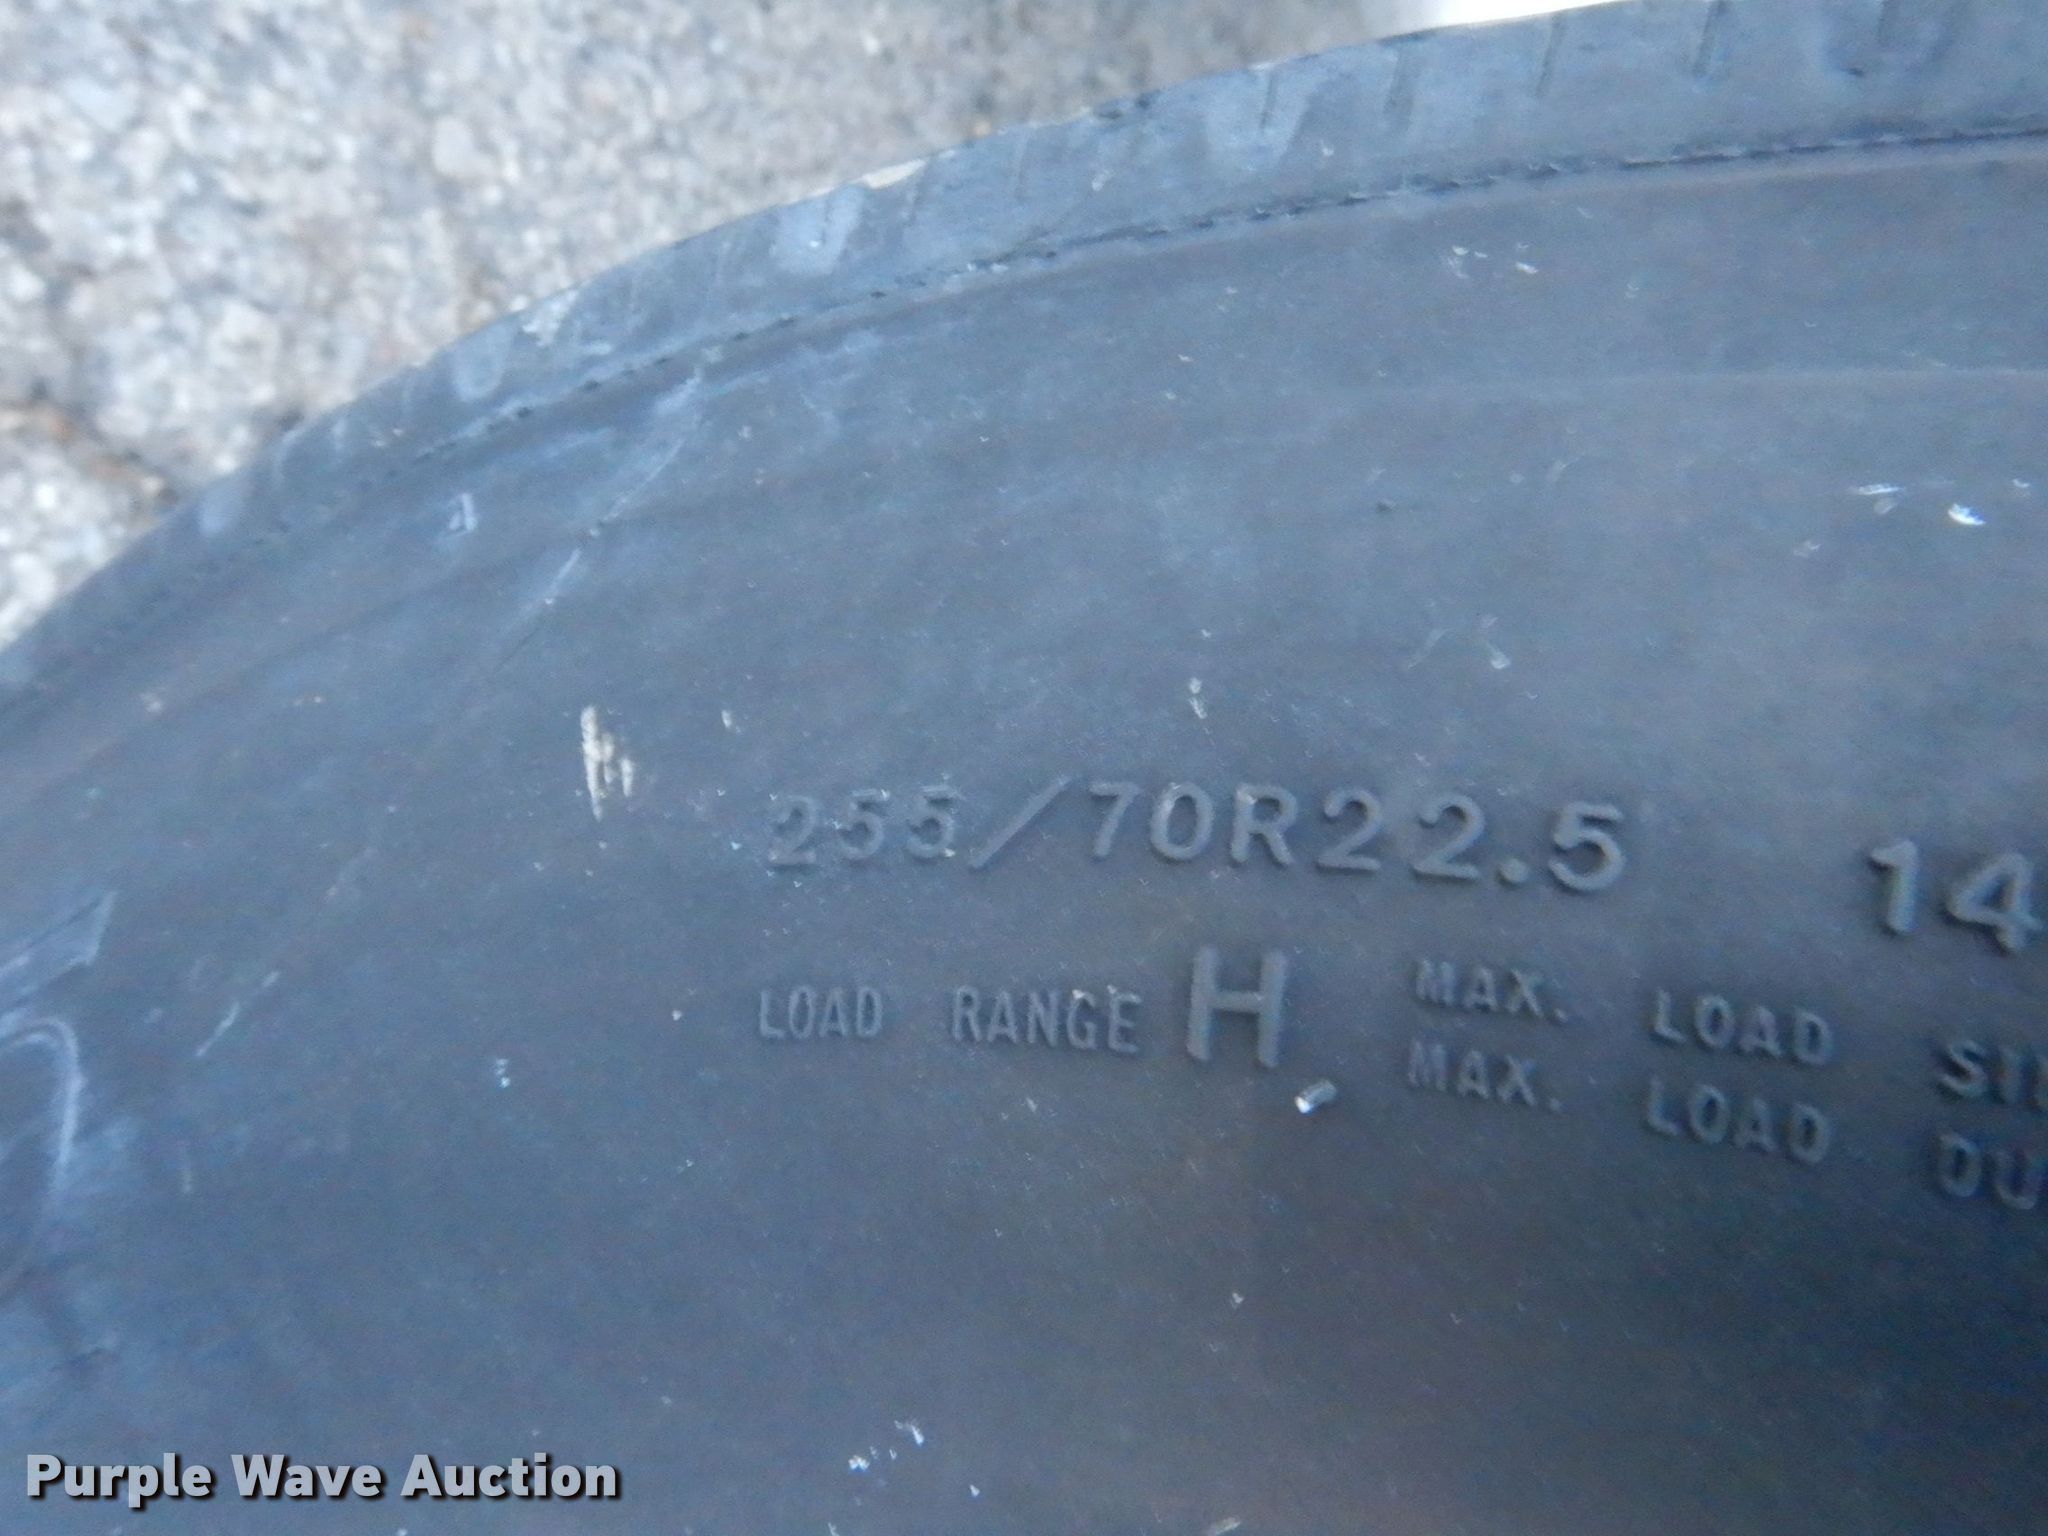 255/70R22.5 14
LOAD RANGE H MAX. LOAD
MAX. LOAD
Purple Wave Auction